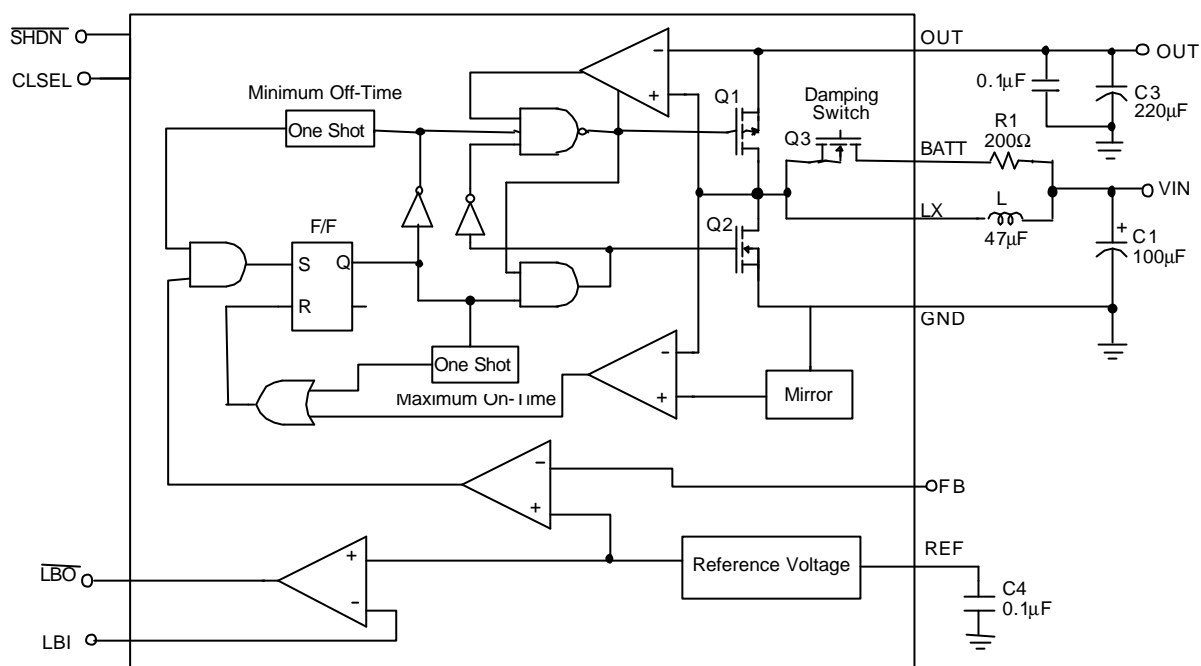 SHDN
CLSEL
Minimum Off-Time
One Shot
F/F
S
Q
R
One Shot
Maximum On-Time
-
+
Q1
Q2
Q3
Damping
Switch
-
+
Mirror
-
+
+
-
Reference Voltage
OUT
BATT
LX
GND
FB
REF
LBO
LBI
OUT
0.1µF
C3
220µF
R1
200Ω
VIN
L
47µF
+
C1
100µF
C4
0.1µF